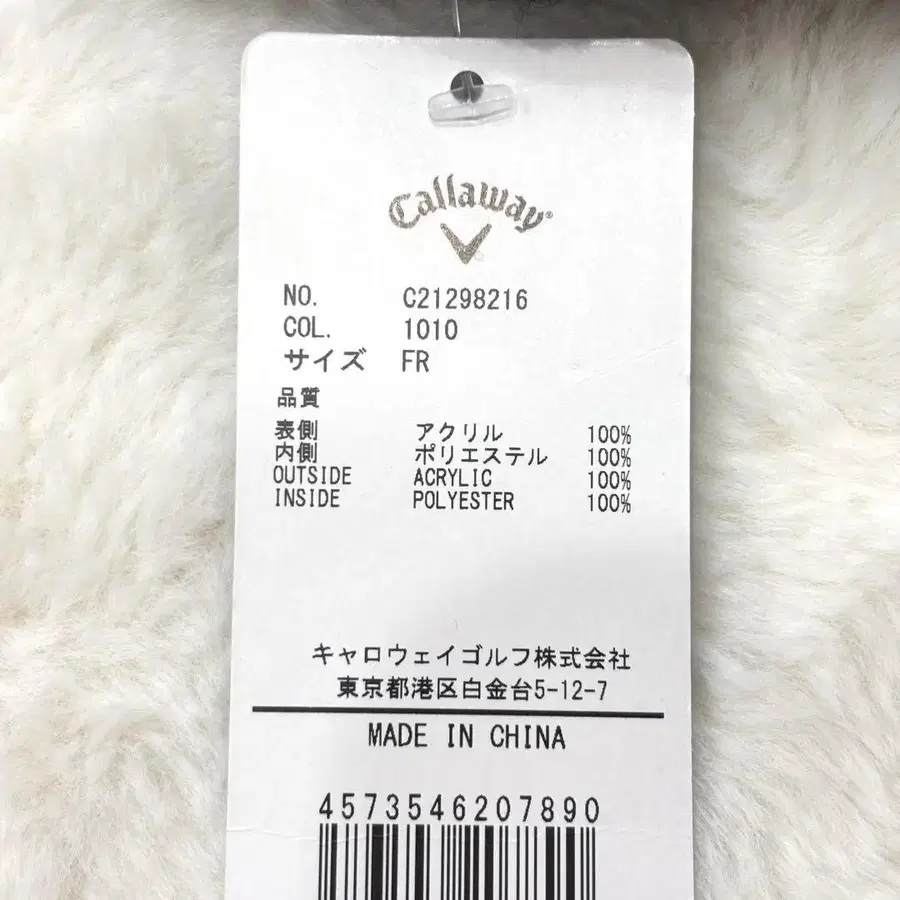 Callaway
NO. C21298216
COL. 1010
サイズ FR
品質
表側 アクリル 100%
内側 ポリエステル 100%
OUTSIDE ACRYLIC 100%
INSIDE POLYESTER 100%
キャロウェイゴルフ株式会社
東京都港区白金台5-12-7
MADE IN CHINA
4573546207890